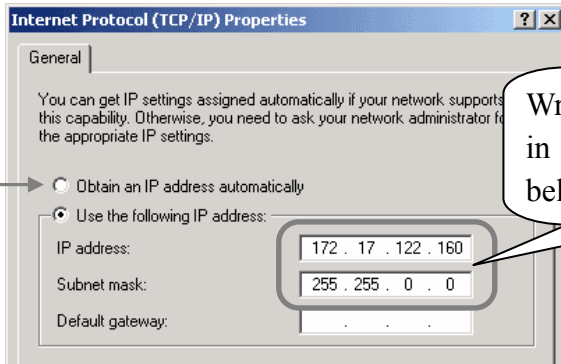 Internet Protocol (TCP/IP) Properties
General
You can get IP settings assigned automatically if your network supports
this capability. Otherwise, you need to ask your network administrator
the appropriate IP settings.
in
Obtain an IP address automatically
Use the following IP address:
IP address: 172 . 17 . 122 . 160
Subnet mask: 255 . 255 . 0 . 0
Default gateway: . . .